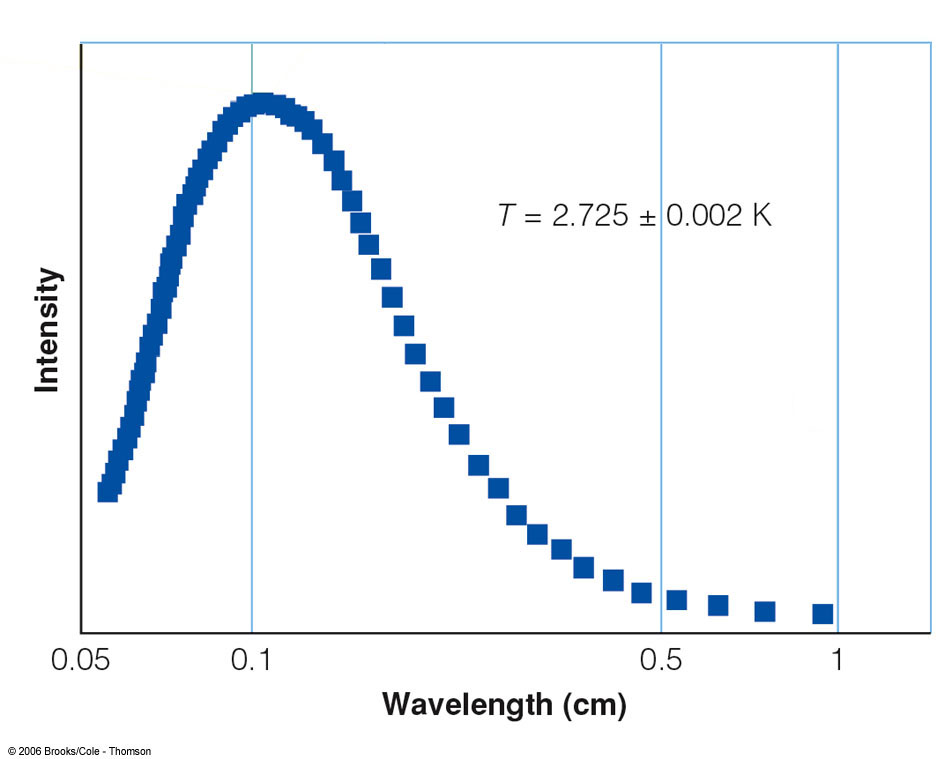 T = 2.725 ± 0.002 K
Intensity
0.05 0.1 0.5 1
Wavelength (cm)
© 2006 Brooks/Cole - Thomson